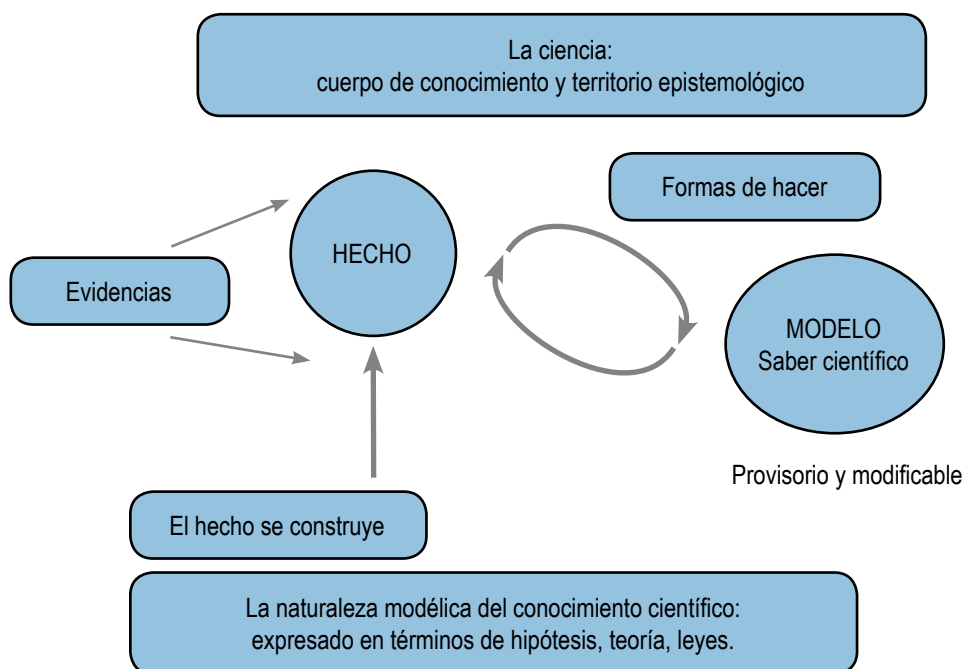 La ciencia:
cuerpo de conocimiento y territorio epistemológico
Formas de hacer
HECHO
Evidencias
MODELO
Saber científico
Provisorio y modificable
El hecho se construye
La naturaleza modélica del conocimiento científico:
expresado en términos de hipótesis, teoría, leyes.